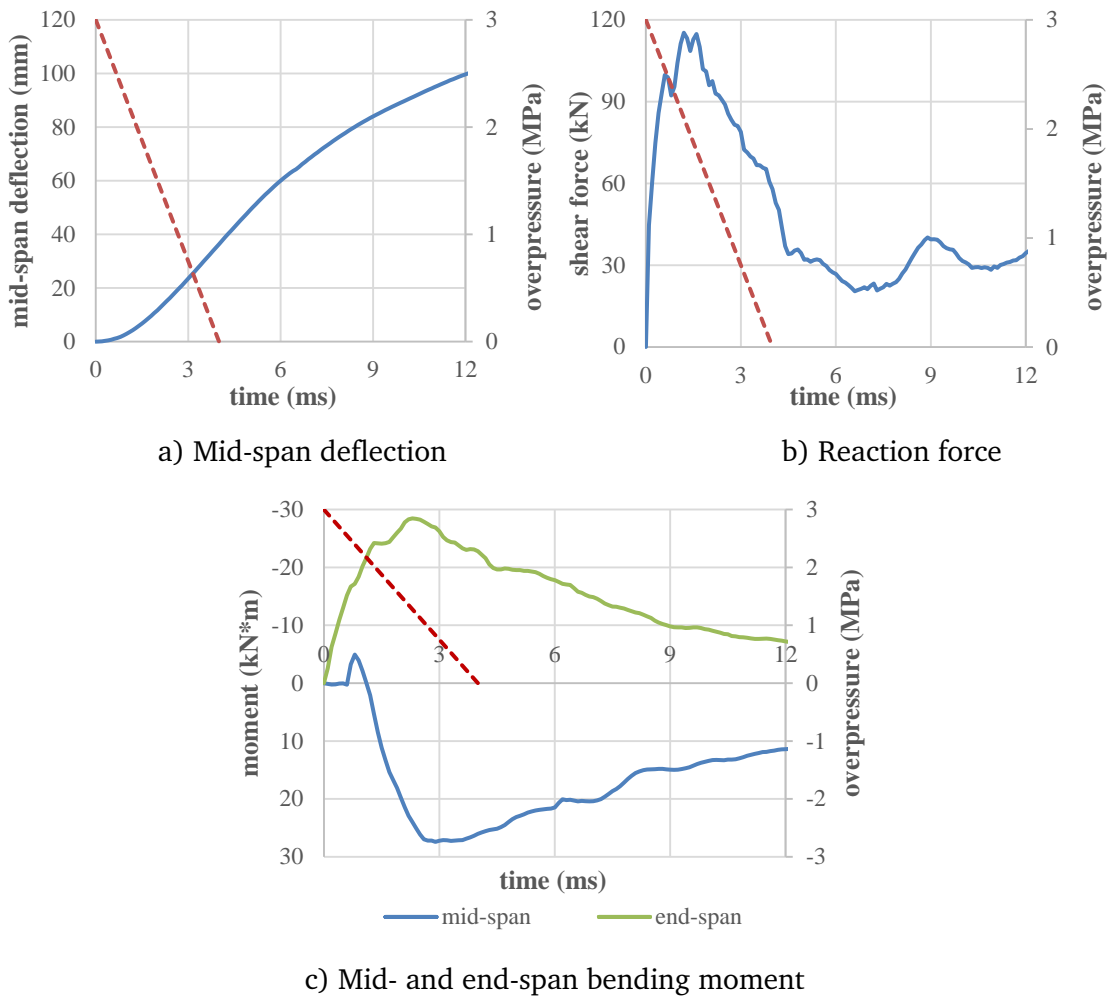 120
100
80
60
40
20
0
mid-span deflection (mm)
3
2
1
0
overpressure (MPa)
0 3 6 9 12
time (ms)
a) Mid-span deflection
120
90
60
30
0
shear force (kN)
3
2
1
0
overpressure (MPa)
0 3 6 9 12
time (ms)
b) Reaction force
-30
-20
-10
0
10
20
30
moment (kN*m)
3
2
1
0
-1
-2
-3
overpressure (MPa)
0 3 6 9 12
time (ms)
mid-span end-span
c) Mid- and end-span bending moment